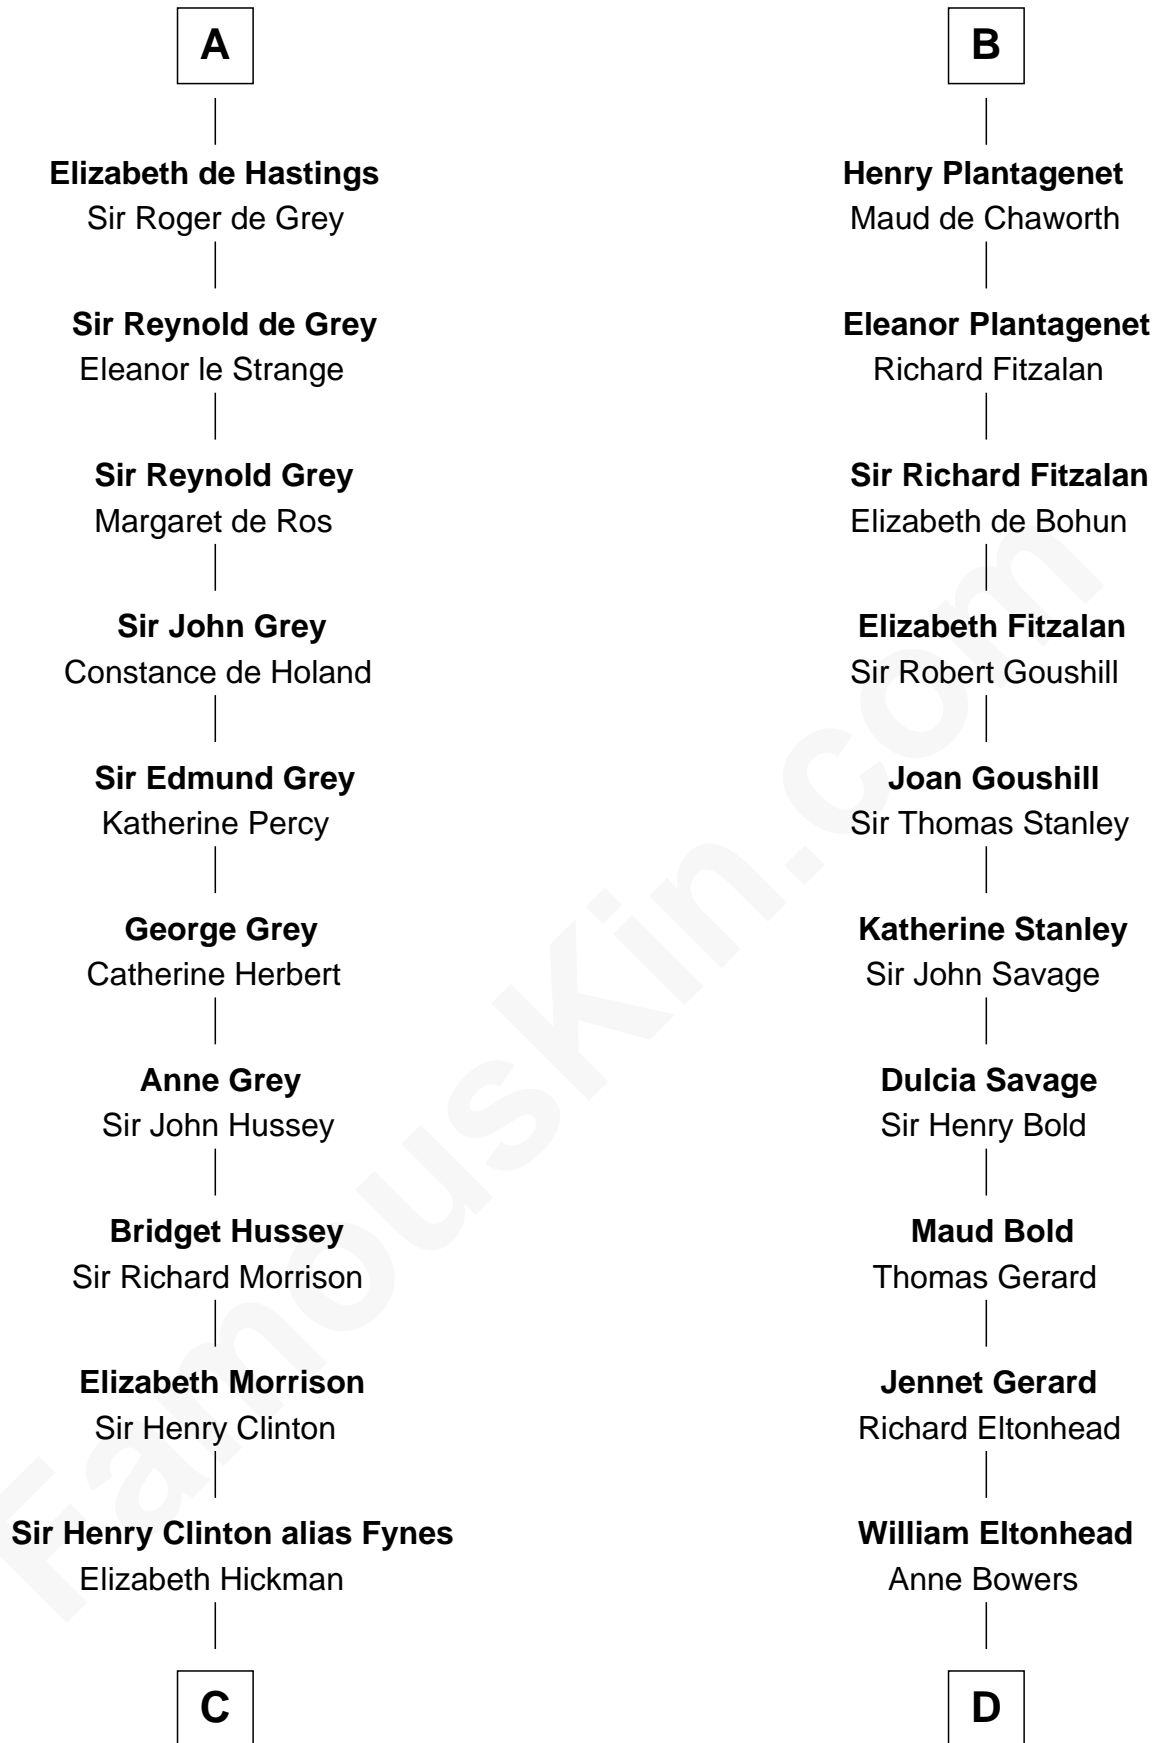 A
Elizabeth de Hastings
Sir Roger de Grey
Sir Reynold de Grey
Eleanor le Strange
Sir Reynold Grey
Margaret de Ros
Sir John Grey
Constance de Holand
Sir Edmund Grey
Katherine Percy
George Grey
Catherine Herbert
Anne Grey
Sir John Hussey
Bridget Hussey
Sir Richard Morrison
Elizabeth Morrison
Sir Henry Clinton
Sir Henry Clinton alias Fynes
Elizabeth Hickman
C
B
Henry Plantagenet
Maud de Chaworth
Eleanor Plantagenet
Richard Fitzalan
Sir Richard Fitzalan
Elizabeth de Bohun
Elizabeth Fitzalan
Sir Robert Goushill
Joan Goushill
Sir Thomas Stanley
Katherine Stanley
Sir John Savage
Dulcia Savage
Sir Henry Bold
Maud Bold
Thomas Gerard
Jennet Gerard
Richard Eltonhead
William Eltonhead
Anne Bowers
D
FamousKin.com